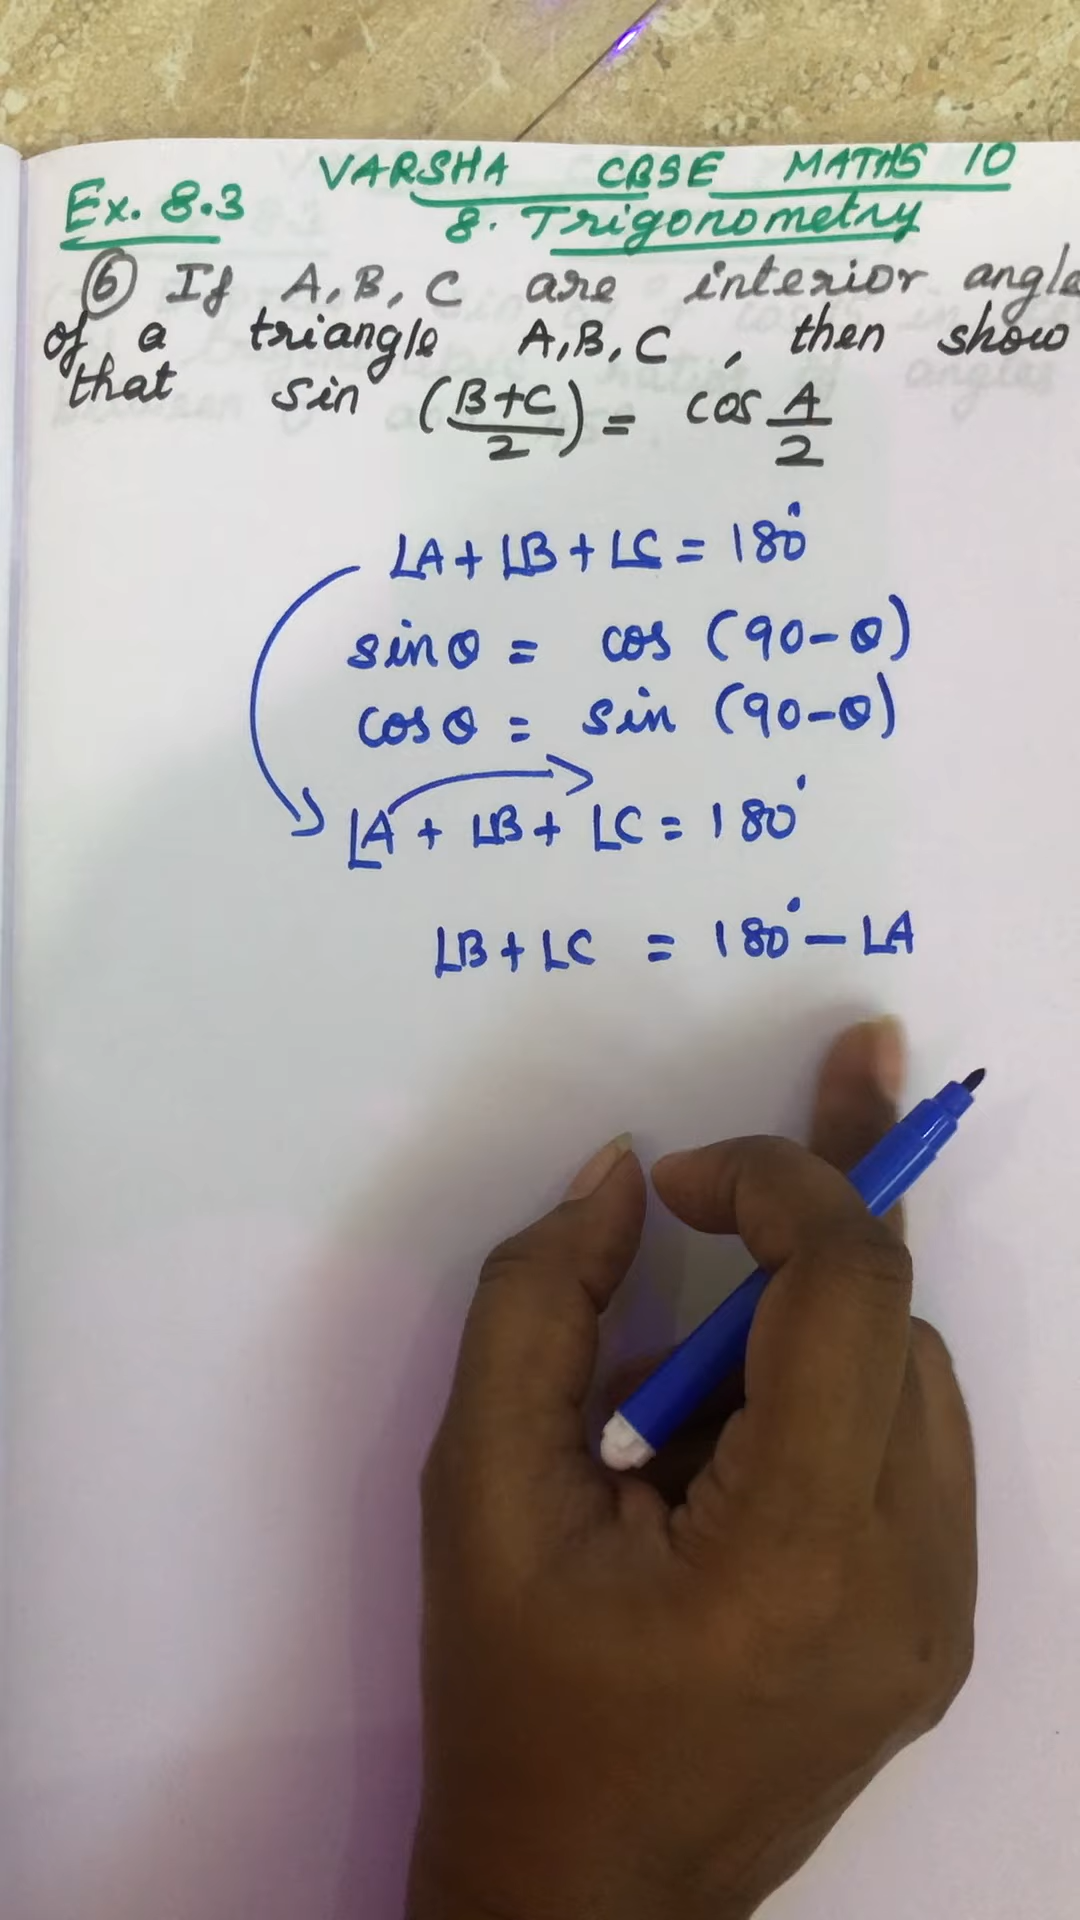 VARSHA CBSE MATHS 10
Ex. 8.3 8. Trigonometry
⑥ If A, B, C are interior angle
of a triangle A, B, C, then show
that sin (B+C/2) = cos A/2
∠A + ∠B + ∠C = 180°
sin θ = cos (90-θ)
cos θ = sin (90-θ)
∠A + ∠B + ∠C = 180°
∠B + ∠C = 180° - ∠A